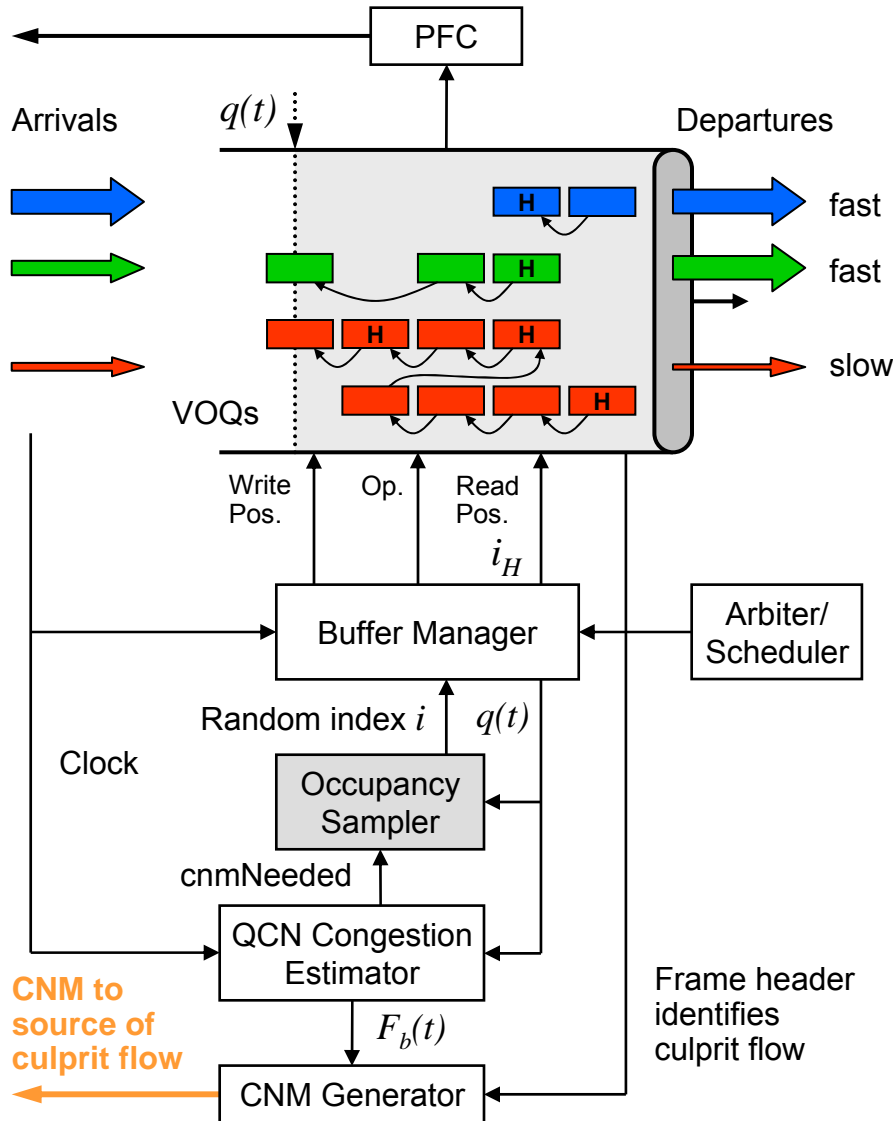 PFC
Arrivals
q(t)
Departures
H
fast
H
fast
H
H
slow
H
VOQs
Write
Pos.
Op.
Read
Pos.
i_H
Buffer Manager
Arbiter/
Scheduler
Random index i
q(t)
Clock
Occupancy
Sampler
cnmNeeded
QCN Congestion
Estimator
CNM to
source of
culprit flow
F_b(t)
Frame header
identifies
culprit flow
CNM Generator